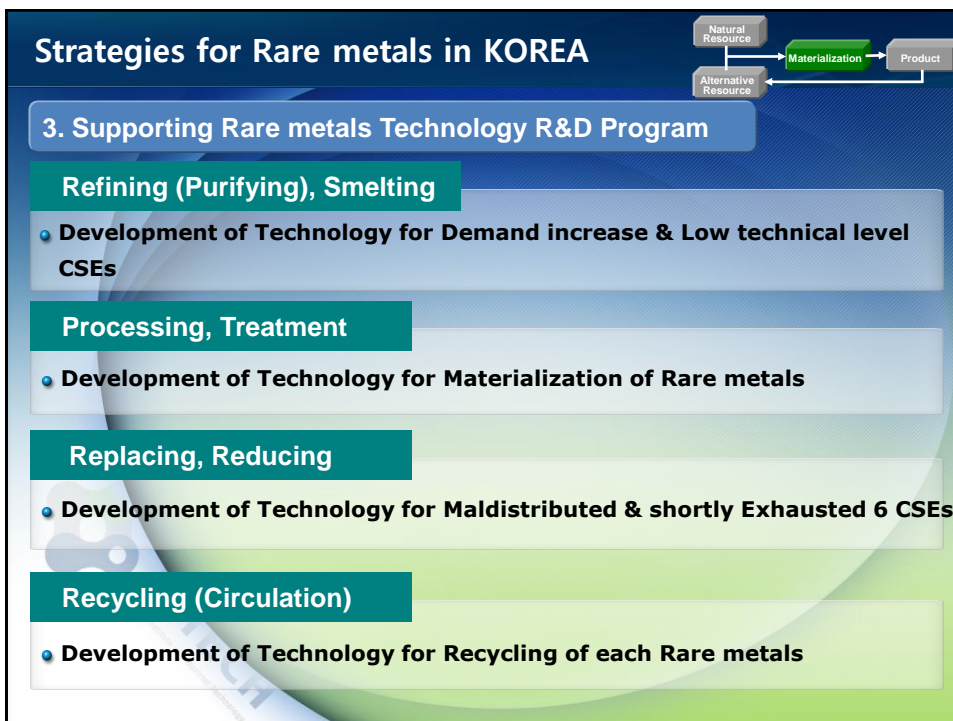 Strategies for Rare metals in KOREA
Natural
Resource
Materialization
Product
Alternative
Resource
3. Supporting Rare metals Technology R&D Program
Refining (Purifying), Smelting
Development of Technology for Demand increase & Low technical level
CSEs
Processing, Treatment
Development of Technology for Materialization of Rare metals
Replacing, Reducing
Development of Technology for Maldistributed & shortly Exhausted 6 CSEs
Recycling (Circulation)
Development of Technology for Recycling of each Rare metals